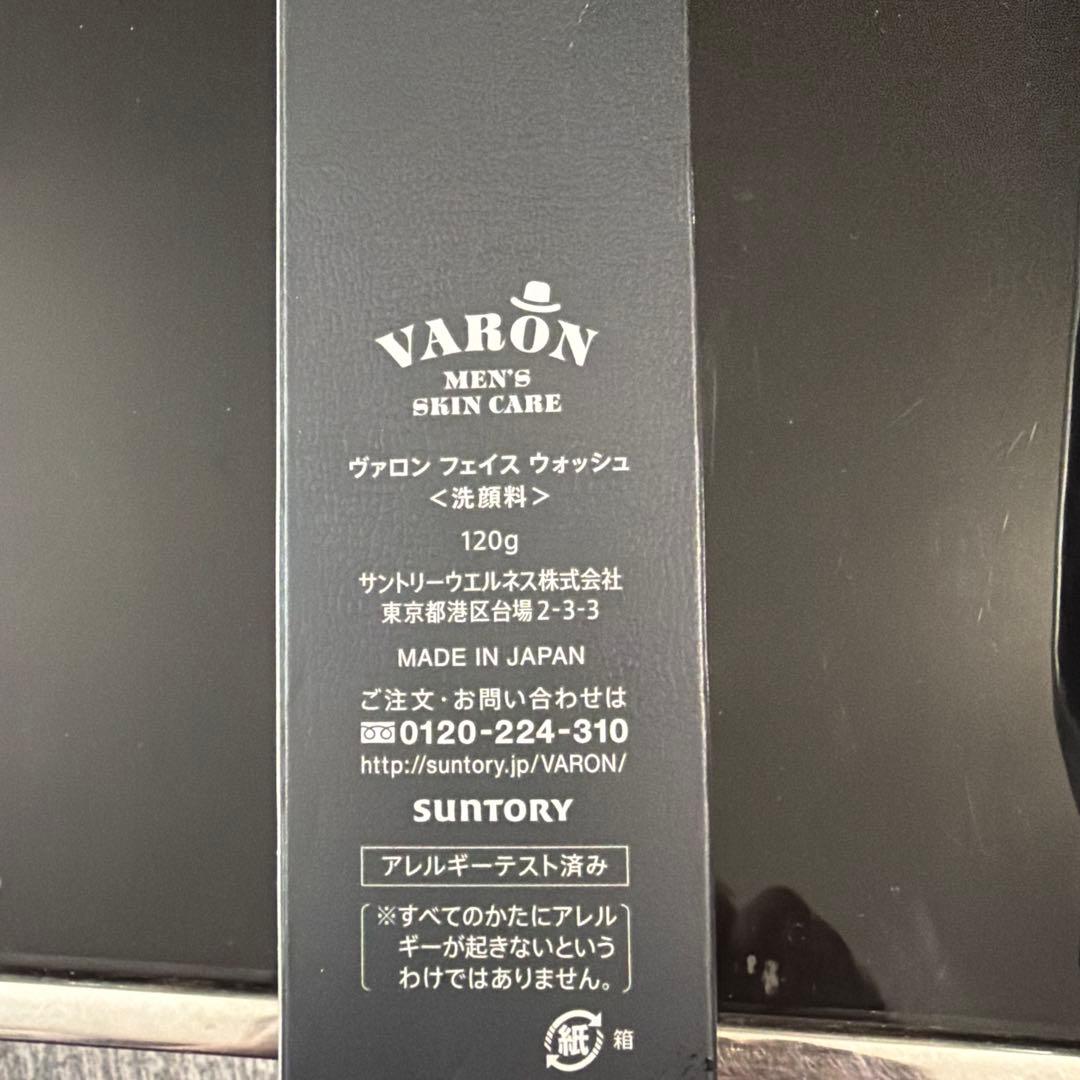 VARON
MEN'S
SKIN CARE
ヴァロン フェイス ウォッシュ
＜洗顔料＞
120g
サントリーウエルネス株式会社
東京都港区台場2-3-3
MADE IN JAPAN
ご注文・お問い合わせは
0120-224-310
http://suntory.jp/VARON/
SUNTORY
アレルギーテスト済み
※すべてのかたにアレル
ギーが起きないという
わけではありません。
紙 箱